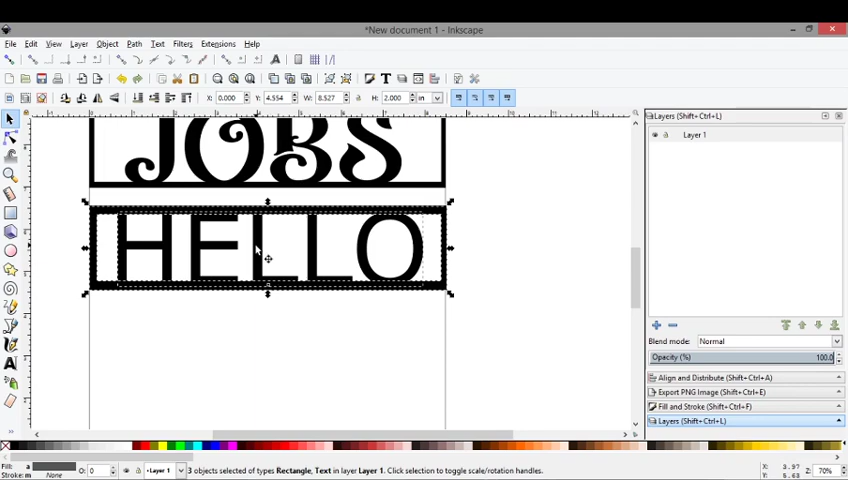 *New document 1 - Inkscape
File Edit View Layer Object Path Text Filters Extensions Help
X: 0.000 Y: 4.554 W: 8.527 H: 2.000 in
Layers (Shift+Ctrl+L)
Layer 1
JOBS
HELLO
Blend mode: Normal
Opacity (%) 100.0
Align and Distribute (Shift+Ctrl+A)
Export PNG Image (Shift+Ctrl+E)
Fill and Stroke (Shift+Ctrl+F)
Layers (Shift+Ctrl+L)
Fill: a
Stroke: m None
O: 0
Layer 1
3 objects selected of types Rectangle, Text in layer Layer 1. Click selection to toggle scale/rotation handles.
X: 3.97
Y: 5.63
Z: 70%